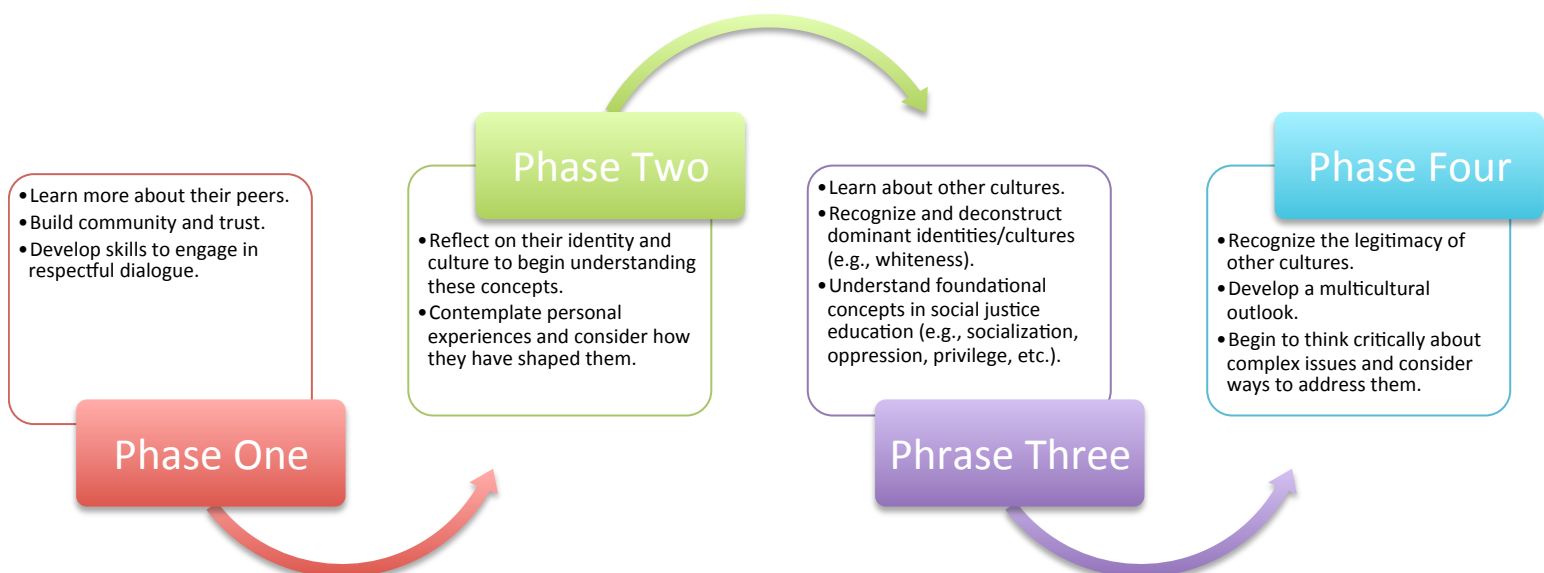 •Learn more about their peers.
•Build community and trust.
•Develop skills to engage in
respectful dialogue.
Phase One
Phase Two
•Reflect on their identity and
culture to begin understanding
these concepts.
•Contemplate personal
experiences and consider how
they have shaped them.
•Learn about other cultures.
•Recognize and deconstruct
dominant identities/cultures
(e.g., whiteness).
•Understand foundational
concepts in social justice
education (e.g., socialization,
oppression, privilege, etc.).
Phrase Three
Phase Four
•Recognize the legitimacy of
other cultures.
•Develop a multicultural
outlook.
•Begin to think critically about
complex issues and consider
ways to address them.